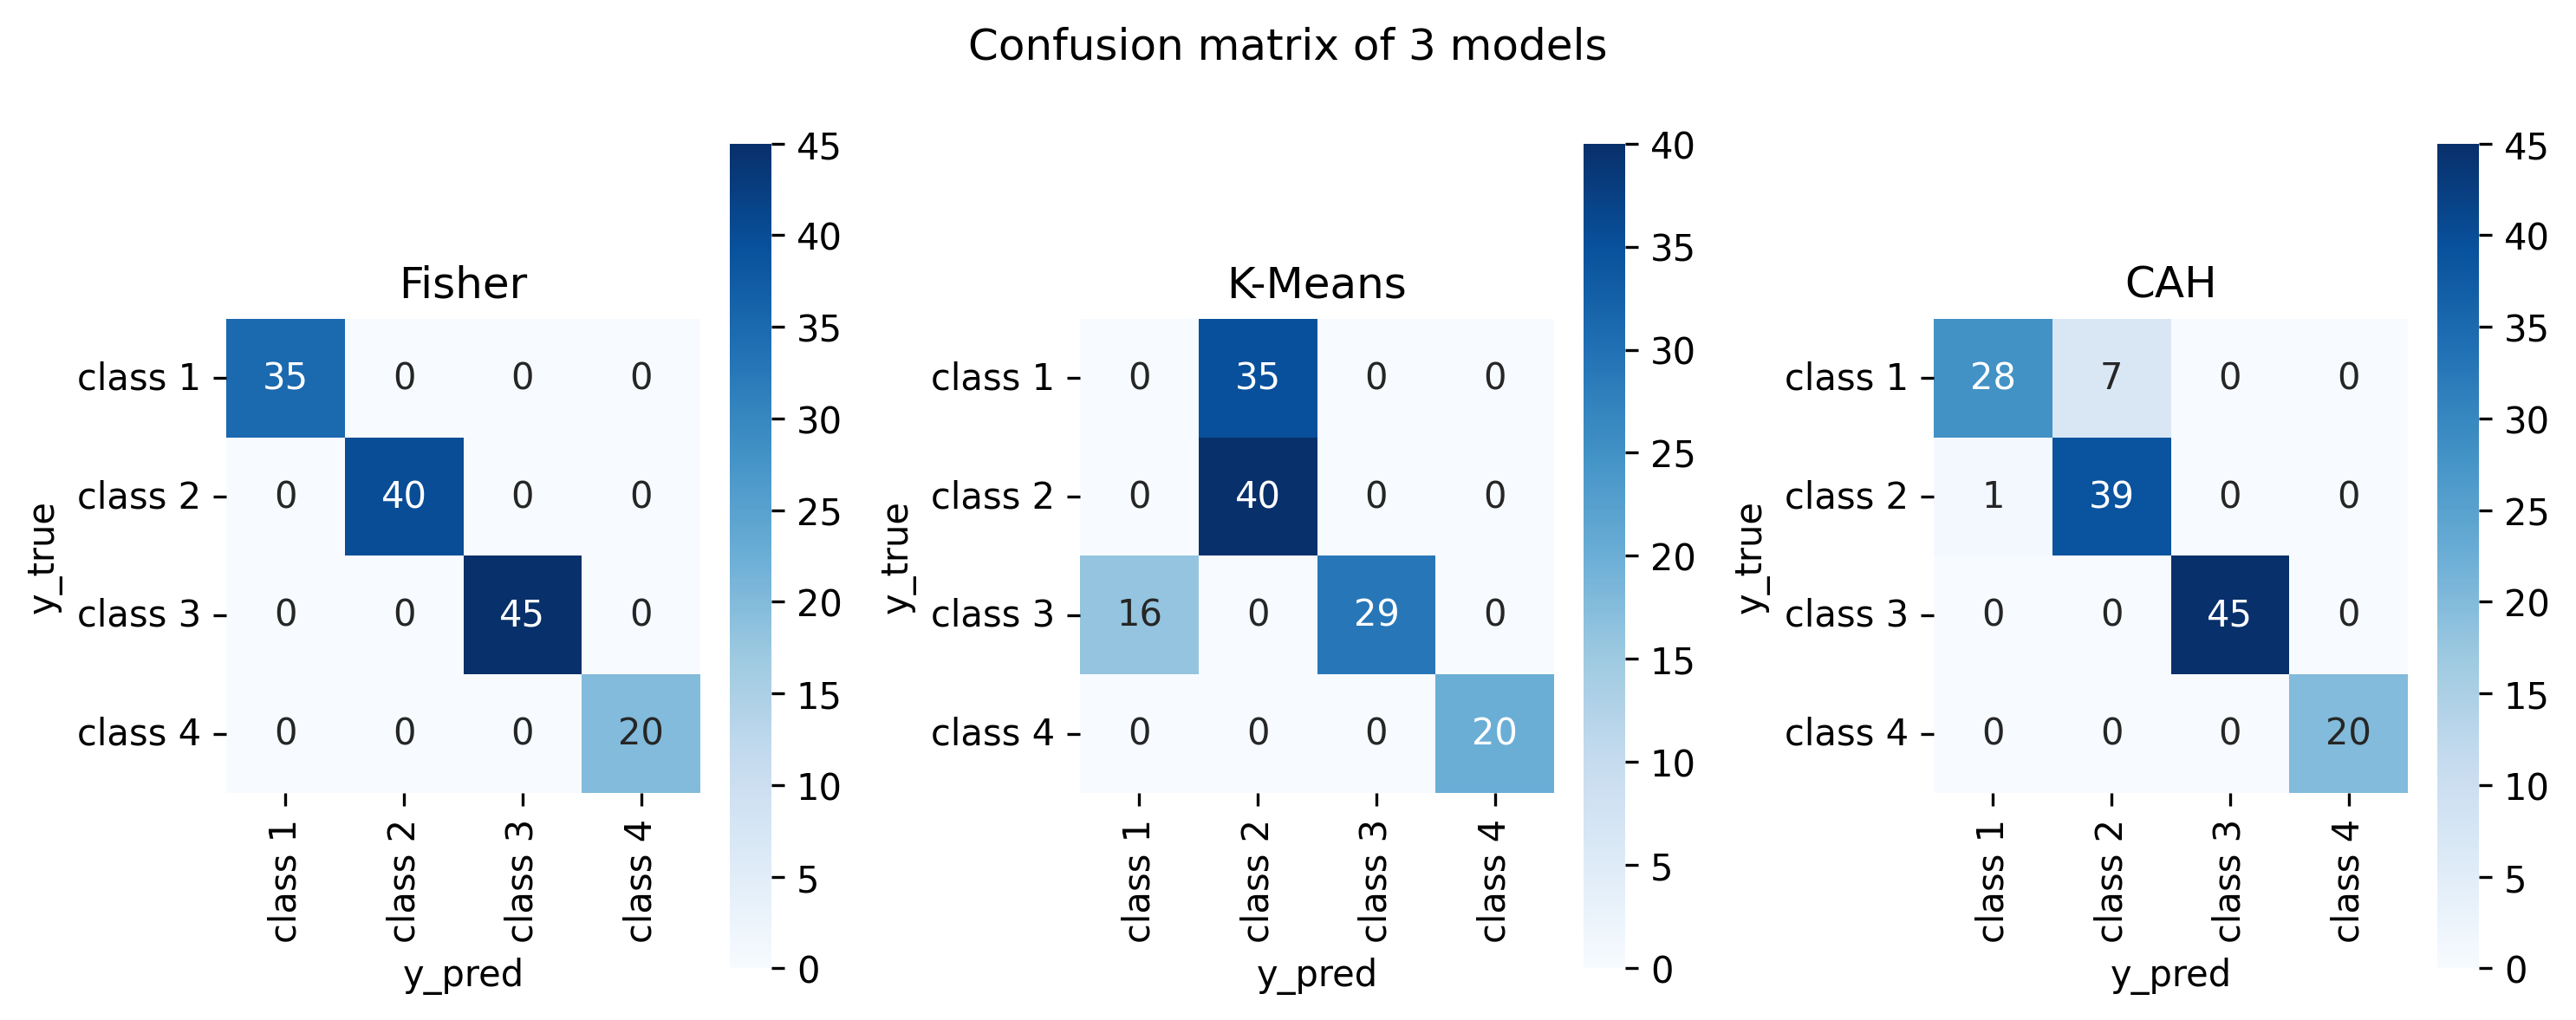 Confusion matrix of 3 models
Fisher
45
40
35
30
25
20
15
10
5
0
class 1 35 0 0 0
class 2 0 40 0 0
class 3 0 0 45 0
class 4 0 0 0 20
class 1 class 2 class 3 class 4
y_true
y_pred
K-Means
40
35
30
25
20
15
10
5
0
class 1 0 35 0 0
class 2 0 40 0 0
class 3 16 0 29 0
class 4 0 0 0 20
class 1 class 2 class 3 class 4
y_true
y_pred
CAH
45
40
35
30
25
20
15
10
5
0
class 1 28 7 0 0
class 2 1 39 0 0
class 3 0 0 45 0
class 4 0 0 0 20
class 1 class 2 class 3 class 4
y_true
y_pred